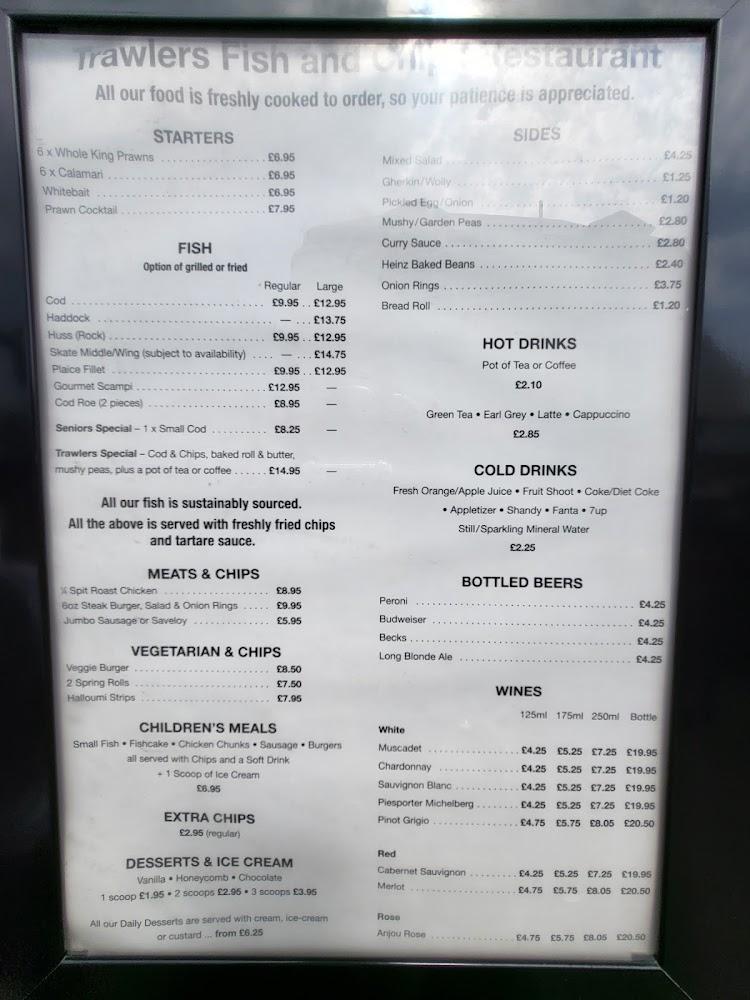 Trawlers Fish and Chip Restaurant
All our food is freshly cooked to order, so your patience is appreciated.
STARTERS
6 x Whole King Prawns ........................ £6.95
6 x Calamari ........................ £6.95
Whitebait ........................ £6.95
Prawn Cocktail ........................ £7.95
FISH
Option of grilled or fried
Regular Large
Cod ........................ £9.95 .. £12.95
Haddock ........................ — ... £13.75
Huss (Rock) ........................ £9.95 .. £12.95
Skate Middle/Wing (subject to availability) .... — ... £14.75
Plaice Fillet ........................ £9.95 .. £12.95
Gourmet Scampi ........................ £12.95 —
Cod Roe (2 pieces) ........................ £8.95 —
Seniors Special – 1 x Small Cod .......... £8.25 —
Trawlers Special – Cod & Chips, baked roll & butter,
mushy peas, plus a pot of tea or coffee ...... £14.95 —
All our fish is sustainably sourced.
All the above is served with freshly fried chips
and tartare sauce.
MEATS & CHIPS
¼ Spit Roast Chicken .................. £8.95
6oz Steak Burger, Salad & Onion Rings ..... £9.95
Jumbo Sausage or Saveloy ............. £5.95
VEGETARIAN & CHIPS
Veggie Burger ........................ £8.50
2 Spring Rolls ........................ £7.50
Halloumi Strips ........................ £7.95
CHILDREN'S MEALS
Small Fish • Fishcake • Chicken Chunks • Sausage • Burgers
all served with Chips and a Soft Drink
+ 1 Scoop of Ice Cream
£6.95
EXTRA CHIPS
£2.95 (regular)
DESSERTS & ICE CREAM
Vanilla • Honeycomb • Chocolate
1 scoop £1.95 • 2 scoops £2.95 • 3 scoops £3.95
All our Daily Desserts are served with cream, ice-cream
or custard ... from £6.25
SIDES
Mixed Salad ........................ £4.25
Gherkin/Wolly ........................ £1.25
Pickled Egg/Onion ........................ £1.20
Mushy/Garden Peas ........................ £2.80
Curry Sauce ........................ £2.80
Heinz Baked Beans ........................ £2.40
Onion Rings ........................ £3.75
Bread Roll ........................ £1.20
HOT DRINKS
Pot of Tea or Coffee
£2.10
Green Tea • Earl Grey • Latte • Cappuccino
£2.85
COLD DRINKS
Fresh Orange/Apple Juice • Fruit Shoot • Coke/Diet Coke
• Appletizer • Shandy • Fanta • 7up
Still/Sparkling Mineral Water
£2.25
BOTTLED BEERS
Peroni ........................ £4.25
Budweiser ........................ £4.25
Becks ........................ £4.25
Long Blonde Ale ........................ £4.25
WINES
125ml 175ml 250ml Bottle
White
Muscadet .................. £4.25 £5.25 £7.25 £19.95
Chardonnay ................ £4.25 £5.25 £7.25 £19.95
Sauvignon Blanc ............ £4.25 £5.25 £7.25 £19.95
Piesporter Michelberg ........ £4.25 £5.25 £7.25 £19.95
Pinot Grigio ................ £4.75 £5.75 £8.05 £20.50
Red
Cabernet Sauvignon ......... £4.25 £5.25 £7.25 £19.95
Merlot .................... £4.75 £5.75 £8.05 £20.50
Rose
Anjou Rose ................ £4.75 £5.75 £8.05 £20.50